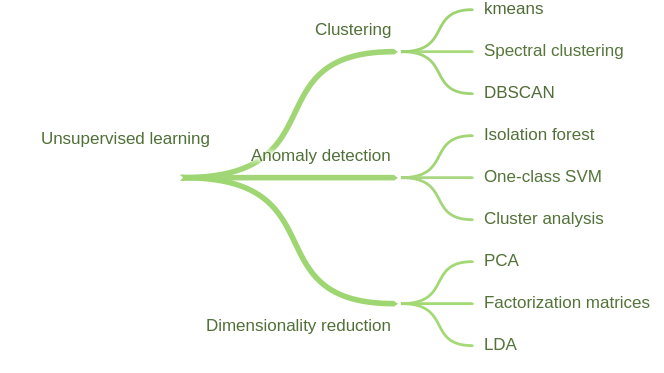 Unsupervised learning
Clustering
kmeans
Spectral clustering
DBSCAN
Anomaly detection
Isolation forest
One-class SVM
Cluster analysis
Dimensionality reduction
PCA
Factorization matrices
LDA